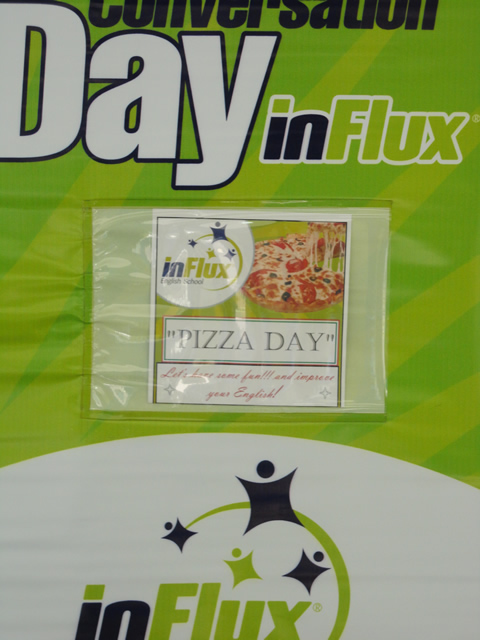 Conversation
Day
inFlux®
inFlux
English School
"PIZZA DAY"
Let's have some fun!!! and improve
your English!
inFlux®